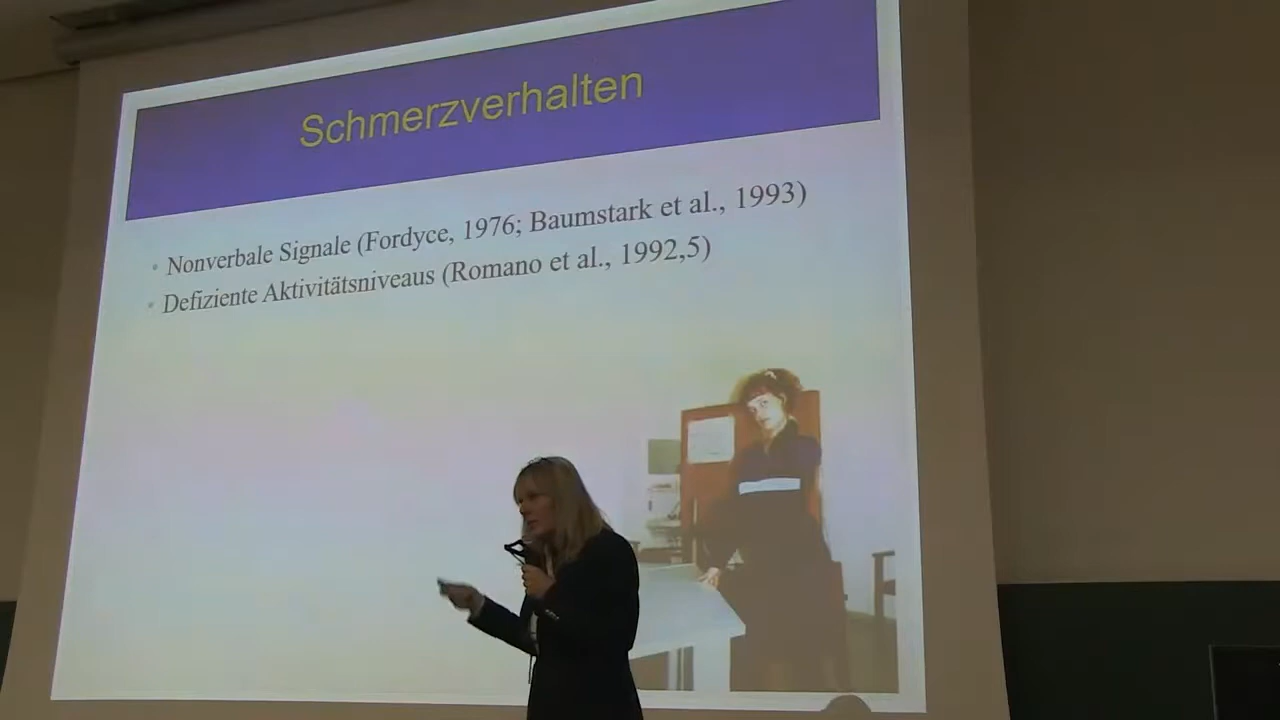 Schmerzverhalten
• Nonverbale Signale (Fordyce, 1976; Baumstark et al., 1993)
• Defiziente Aktivitätsniveaus (Romano et al., 1992,5)